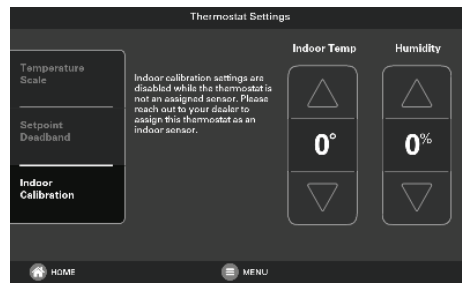 Thermostat Settings
Temperature
Scale
Setpoint
Deadband
Indoor
Calibration
Indoor calibration settings are
disabled while the thermostat is
not an assigned sensor. Please
reach out to your dealer to
assign this thermostat as an
indoor sensor.
Indoor Temp
0°
Humidity
0%
HOME
MENU